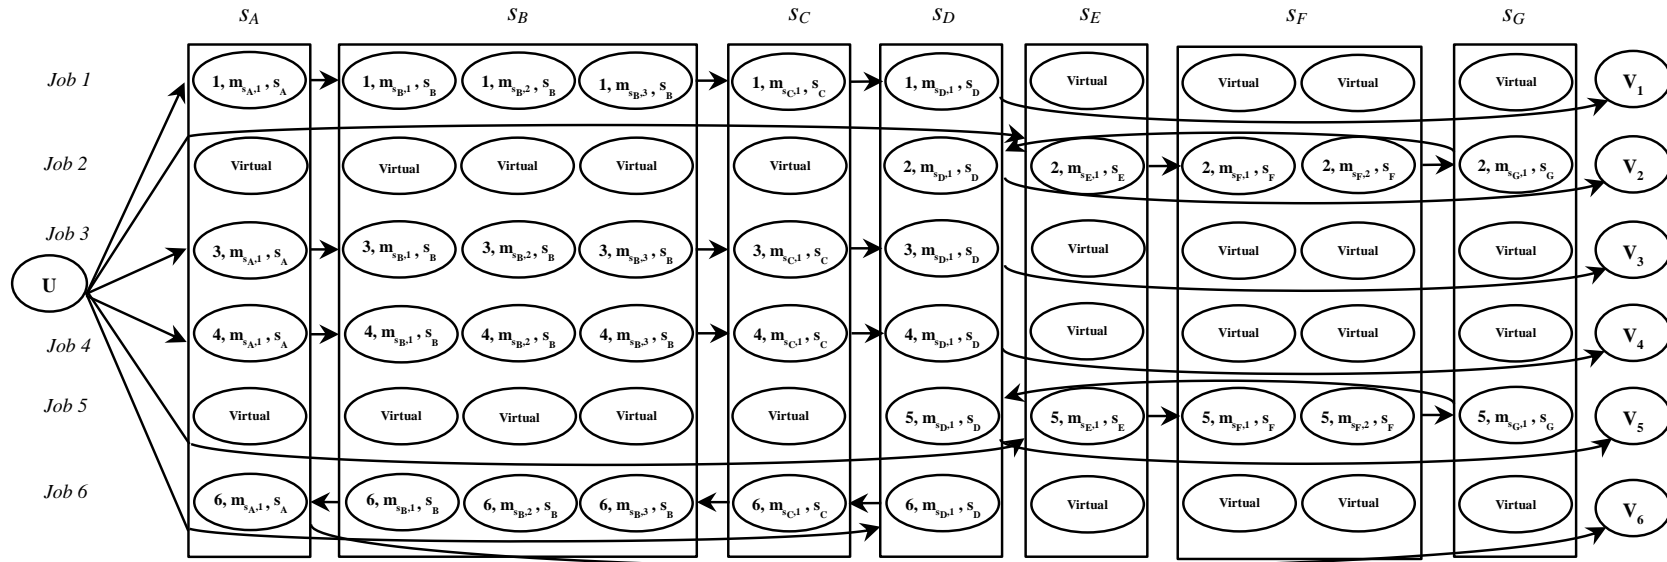 s_A s_B s_C s_D s_E s_F s_G
Job 1 1, m_{s_A,1}, s_A 1, m_{s_B,1}, s_B 1, m_{s_B,2}, s_B 1, m_{s_B,3}, s_B 1, m_{s_C,1}, s_C 1, m_{s_D,1}, s_D Virtual Virtual Virtual Virtual V_1
Job 2 Virtual Virtual Virtual Virtual Virtual 2, m_{s_D,1}, s_D 2, m_{s_E,1}, s_E 2, m_{s_F,1}, s_F 2, m_{s_F,2}, s_F 2, m_{s_G,1}, s_G V_2
Job 3 3, m_{s_A,1}, s_A 3, m_{s_B,1}, s_B 3, m_{s_B,2}, s_B 3, m_{s_B,3}, s_B 3, m_{s_C,1}, s_C 3, m_{s_D,1}, s_D Virtual Virtual Virtual Virtual V_3
U
Job 4 4, m_{s_A,1}, s_A 4, m_{s_B,1}, s_B 4, m_{s_B,2}, s_B 4, m_{s_B,3}, s_B 4, m_{s_C,1}, s_C 4, m_{s_D,1}, s_D Virtual Virtual Virtual Virtual V_4
Job 5 Virtual Virtual Virtual Virtual Virtual 5, m_{s_D,1}, s_D 5, m_{s_E,1}, s_E 5, m_{s_F,1}, s_F 5, m_{s_F,2}, s_F 5, m_{s_G,1}, s_G V_5
Job 6 6, m_{s_A,1}, s_A 6, m_{s_B,1}, s_B 6, m_{s_B,2}, s_B 6, m_{s_B,3}, s_B 6, m_{s_C,1}, s_C 6, m_{s_D,1}, s_D Virtual Virtual Virtual Virtual V_6